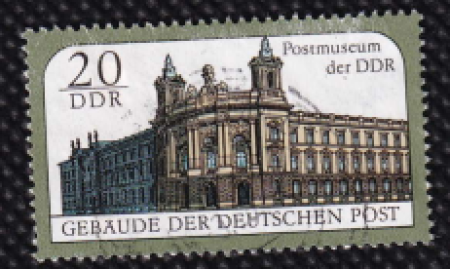 20
DDR
Postmuseum
der DDR
GEBÄUDE DER DEUTSCHEN POST